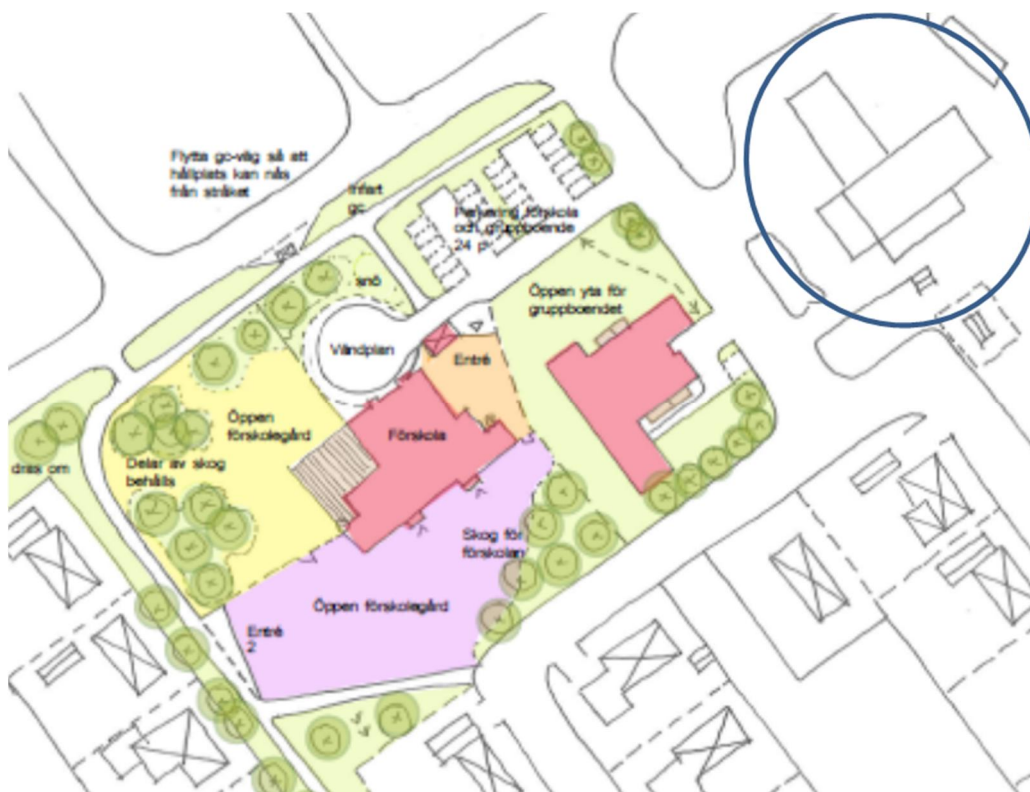 Flytta gc-väg så att
hållplats kan nås
från stråket
Infart
gc
Parkering förskola
och gruppboende
24 pl
snö
Öppen yta för
gruppboendet
Vändplan
Entré
Öppen
förskolegård
Förskola
dras om
Delar av skog
behålls
Skog för
förskolan
Öppen förskolegård
Entré
2